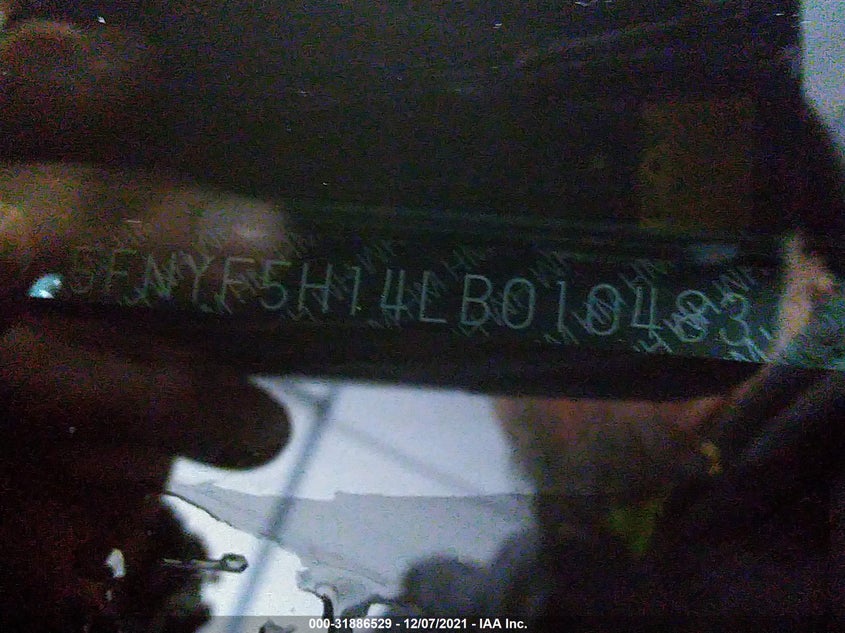 5FNYF5H14LB010483
000-31886529 - 12/07/2021 - IAA Inc.